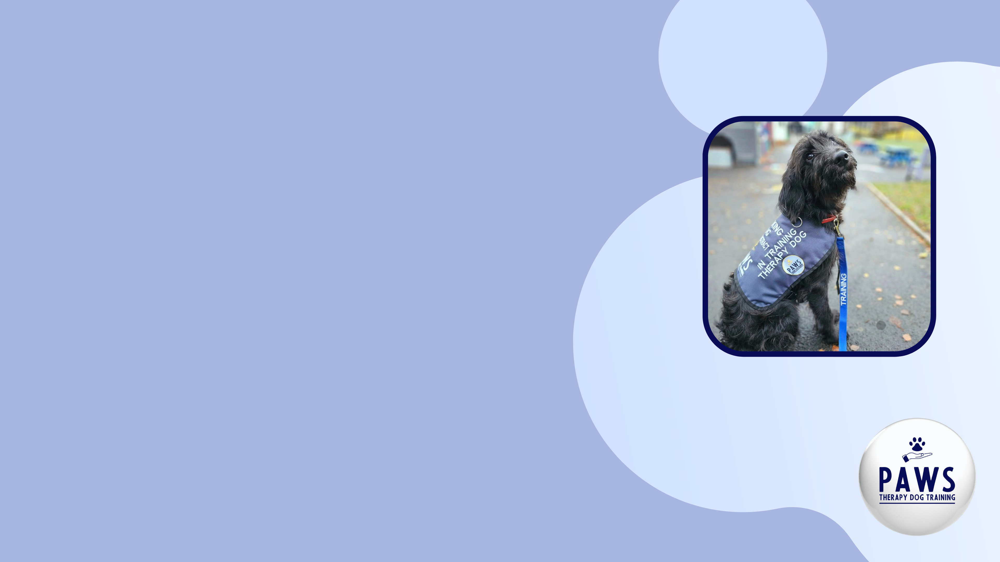 IN TRAINING
THERAPY DOG
PAWS
TRAINING
PAWS
THERAPY DOG TRAINING